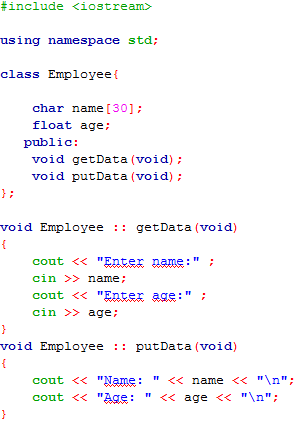 #include <iostream>
using namespace std;
class Employee{
char name[30];
float age;
public:
void getData(void);
void putData(void);
};
void Employee :: getData(void)
{
cout << "Enter name:" ;
cin >> name;
cout << "Enter age:" ;
cin >> age;
}
void Employee :: putData(void)
{
cout << "Name: " << name << "\n";
cout << "Age: " << age << "\n";
}